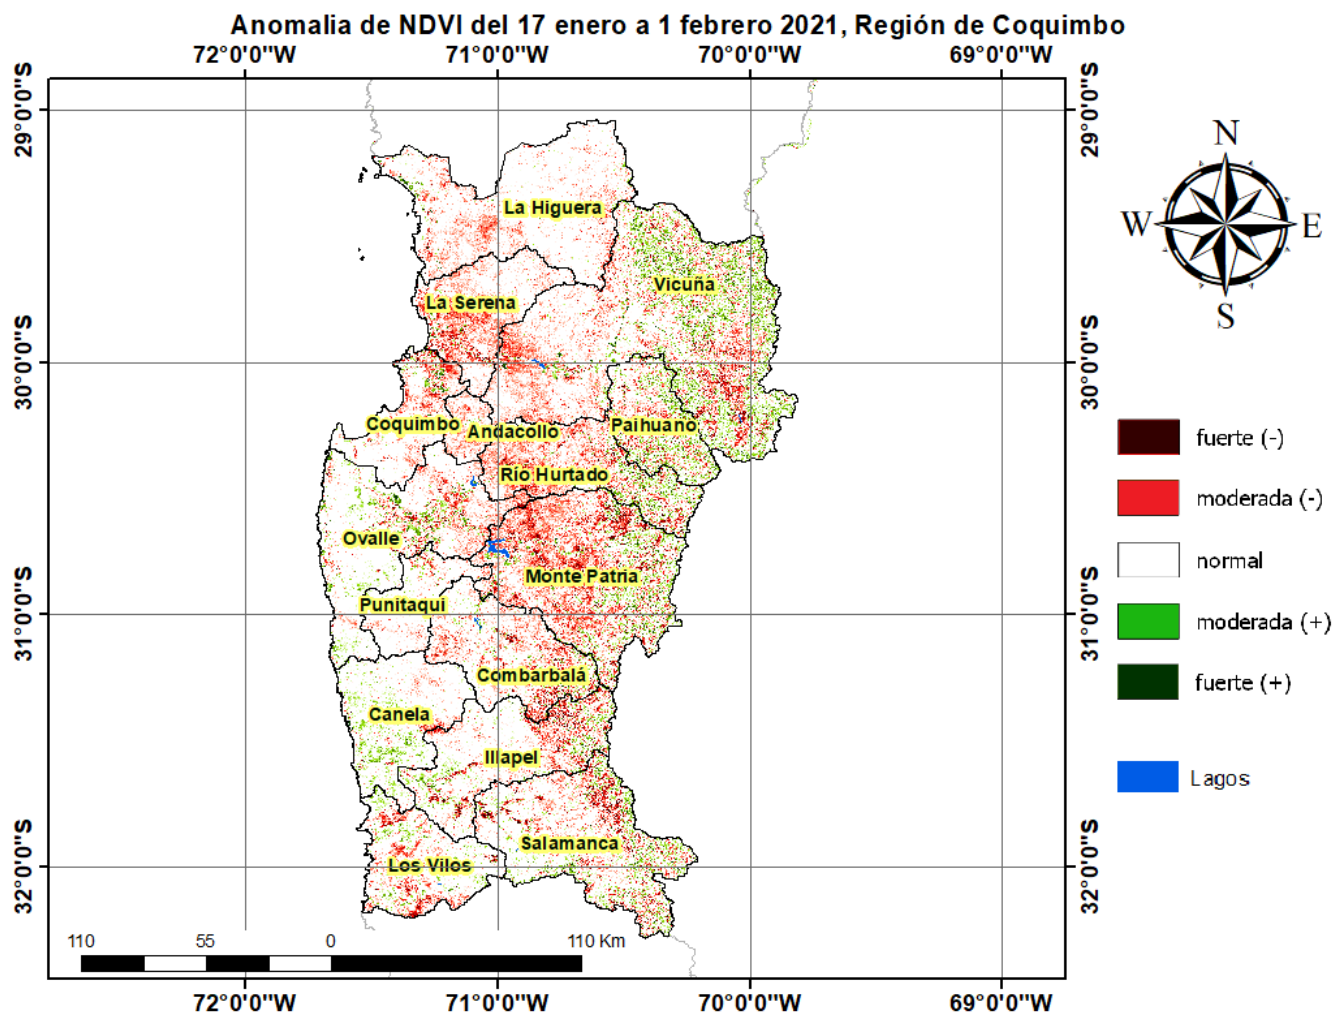 Anomalia de NDVI del 17 enero a 1 febrero 2021, Región de Coquimbo
72°0'0"W 71°0'0"W 70°0'0"W 69°0'0"W
29°0'0"S 29°0'0"S
30°0'0"S 30°0'0"S
31°0'0"S 31°0'0"S
32°0'0"S 32°0'0"S
La Higuera
Vicuña
La Serena
Coquimbo
Andacollo
Paihuano
Río Hurtado
Ovalle
Monte Patria
Punitaqui
Combarbalá
Canela
Illapel
Salamanca
Los Vilos
110 55 0 110 Km
72°0'0"W 71°0'0"W 70°0'0"W 69°0'0"W
N
W E
S
fuerte (-)
moderada (-)
normal
moderada (+)
fuerte (+)
Lagos